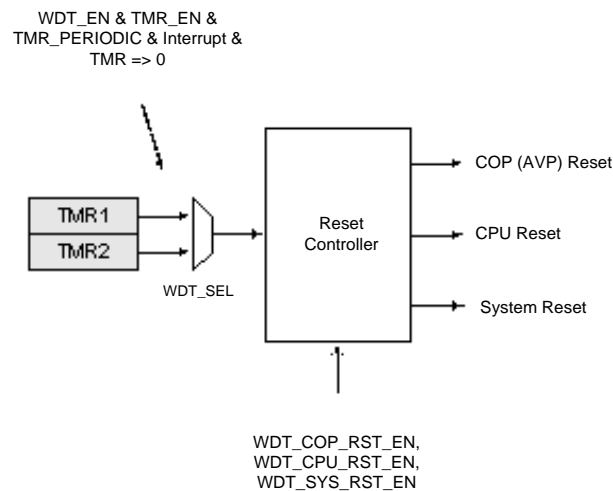 WDT_EN & TMR_EN &
TMR_PERIODIC & Interrupt &
TMR => 0
TMR1
TMR2
WDT_SEL
Reset
Controller
COP (AVP) Reset
CPU Reset
System Reset
WDT_COP_RST_EN,
WDT_CPU_RST_EN,
WDT_SYS_RST_EN